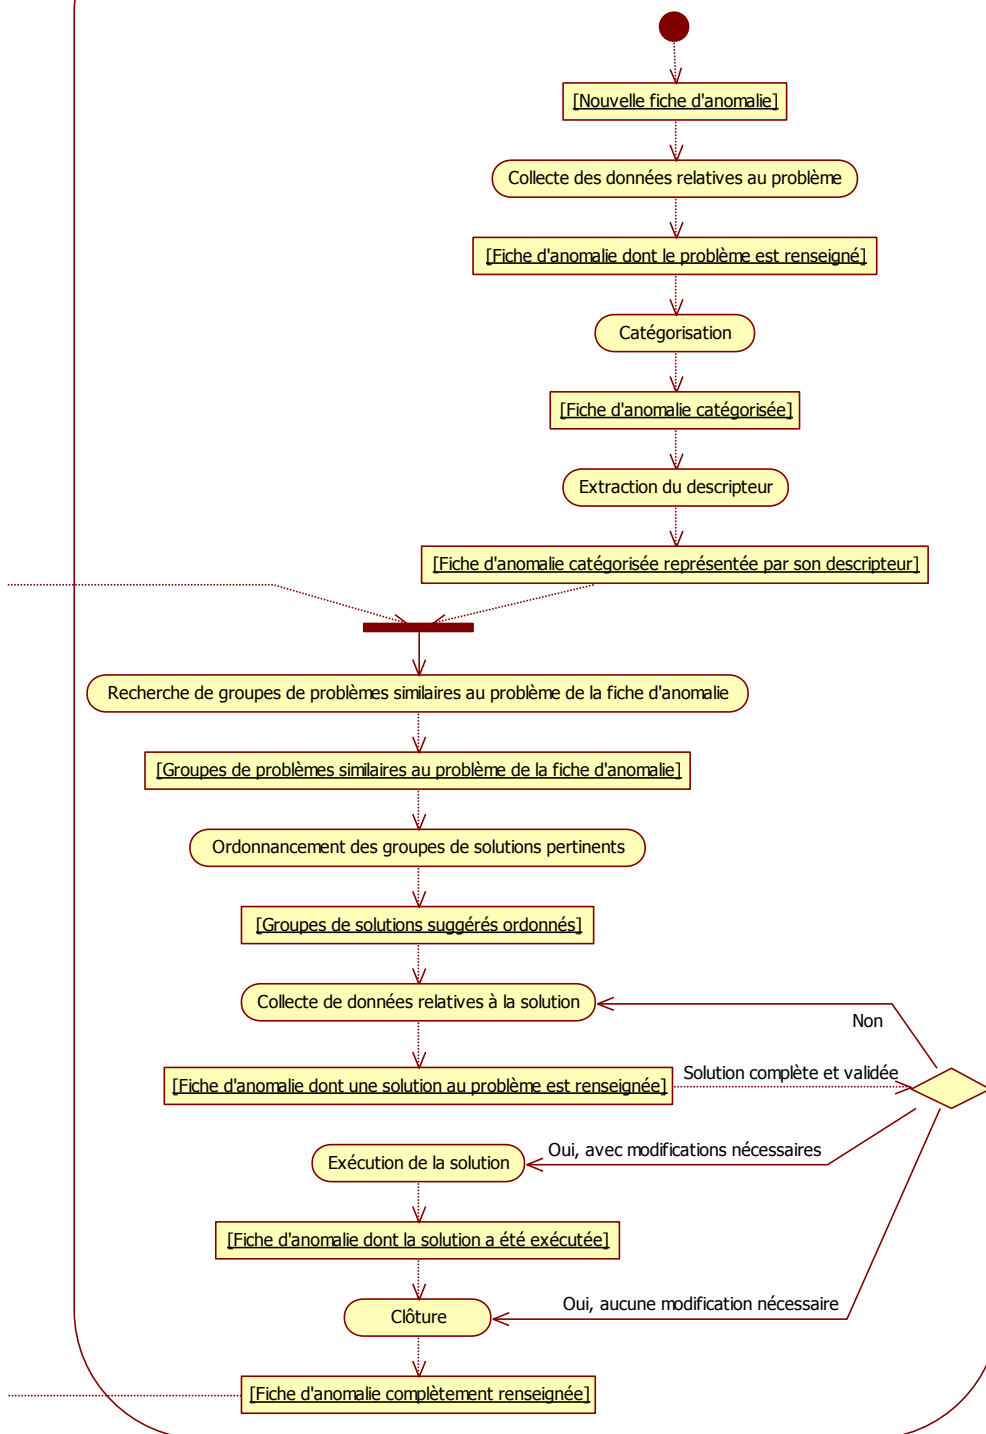 [Nouvelle fiche d'anomalie]
Collecte des données relatives au problème
[Fiche d'anomalie dont le problème est renseigné]
Catégorisation
[Fiche d'anomalie catégorisée]
Extraction du descripteur
[Fiche d'anomalie catégorisée représentée par son descripteur]
Recherche de groupes de problèmes similaires au problème de la fiche d'anomalie
[Groupes de problèmes similaires au problème de la fiche d'anomalie]
Ordonnancement des groupes de solutions pertinents
[Groupes de solutions suggérés ordonnés]
Collecte de données relatives à la solution
Non
[Fiche d'anomalie dont une solution au problème est renseignée]
Solution complète et validée
Oui, avec modifications nécessaires
Exécution de la solution
[Fiche d'anomalie dont la solution a été exécutée]
Oui, aucune modification nécessaire
Clôture
[Fiche d'anomalie complètement renseignée]